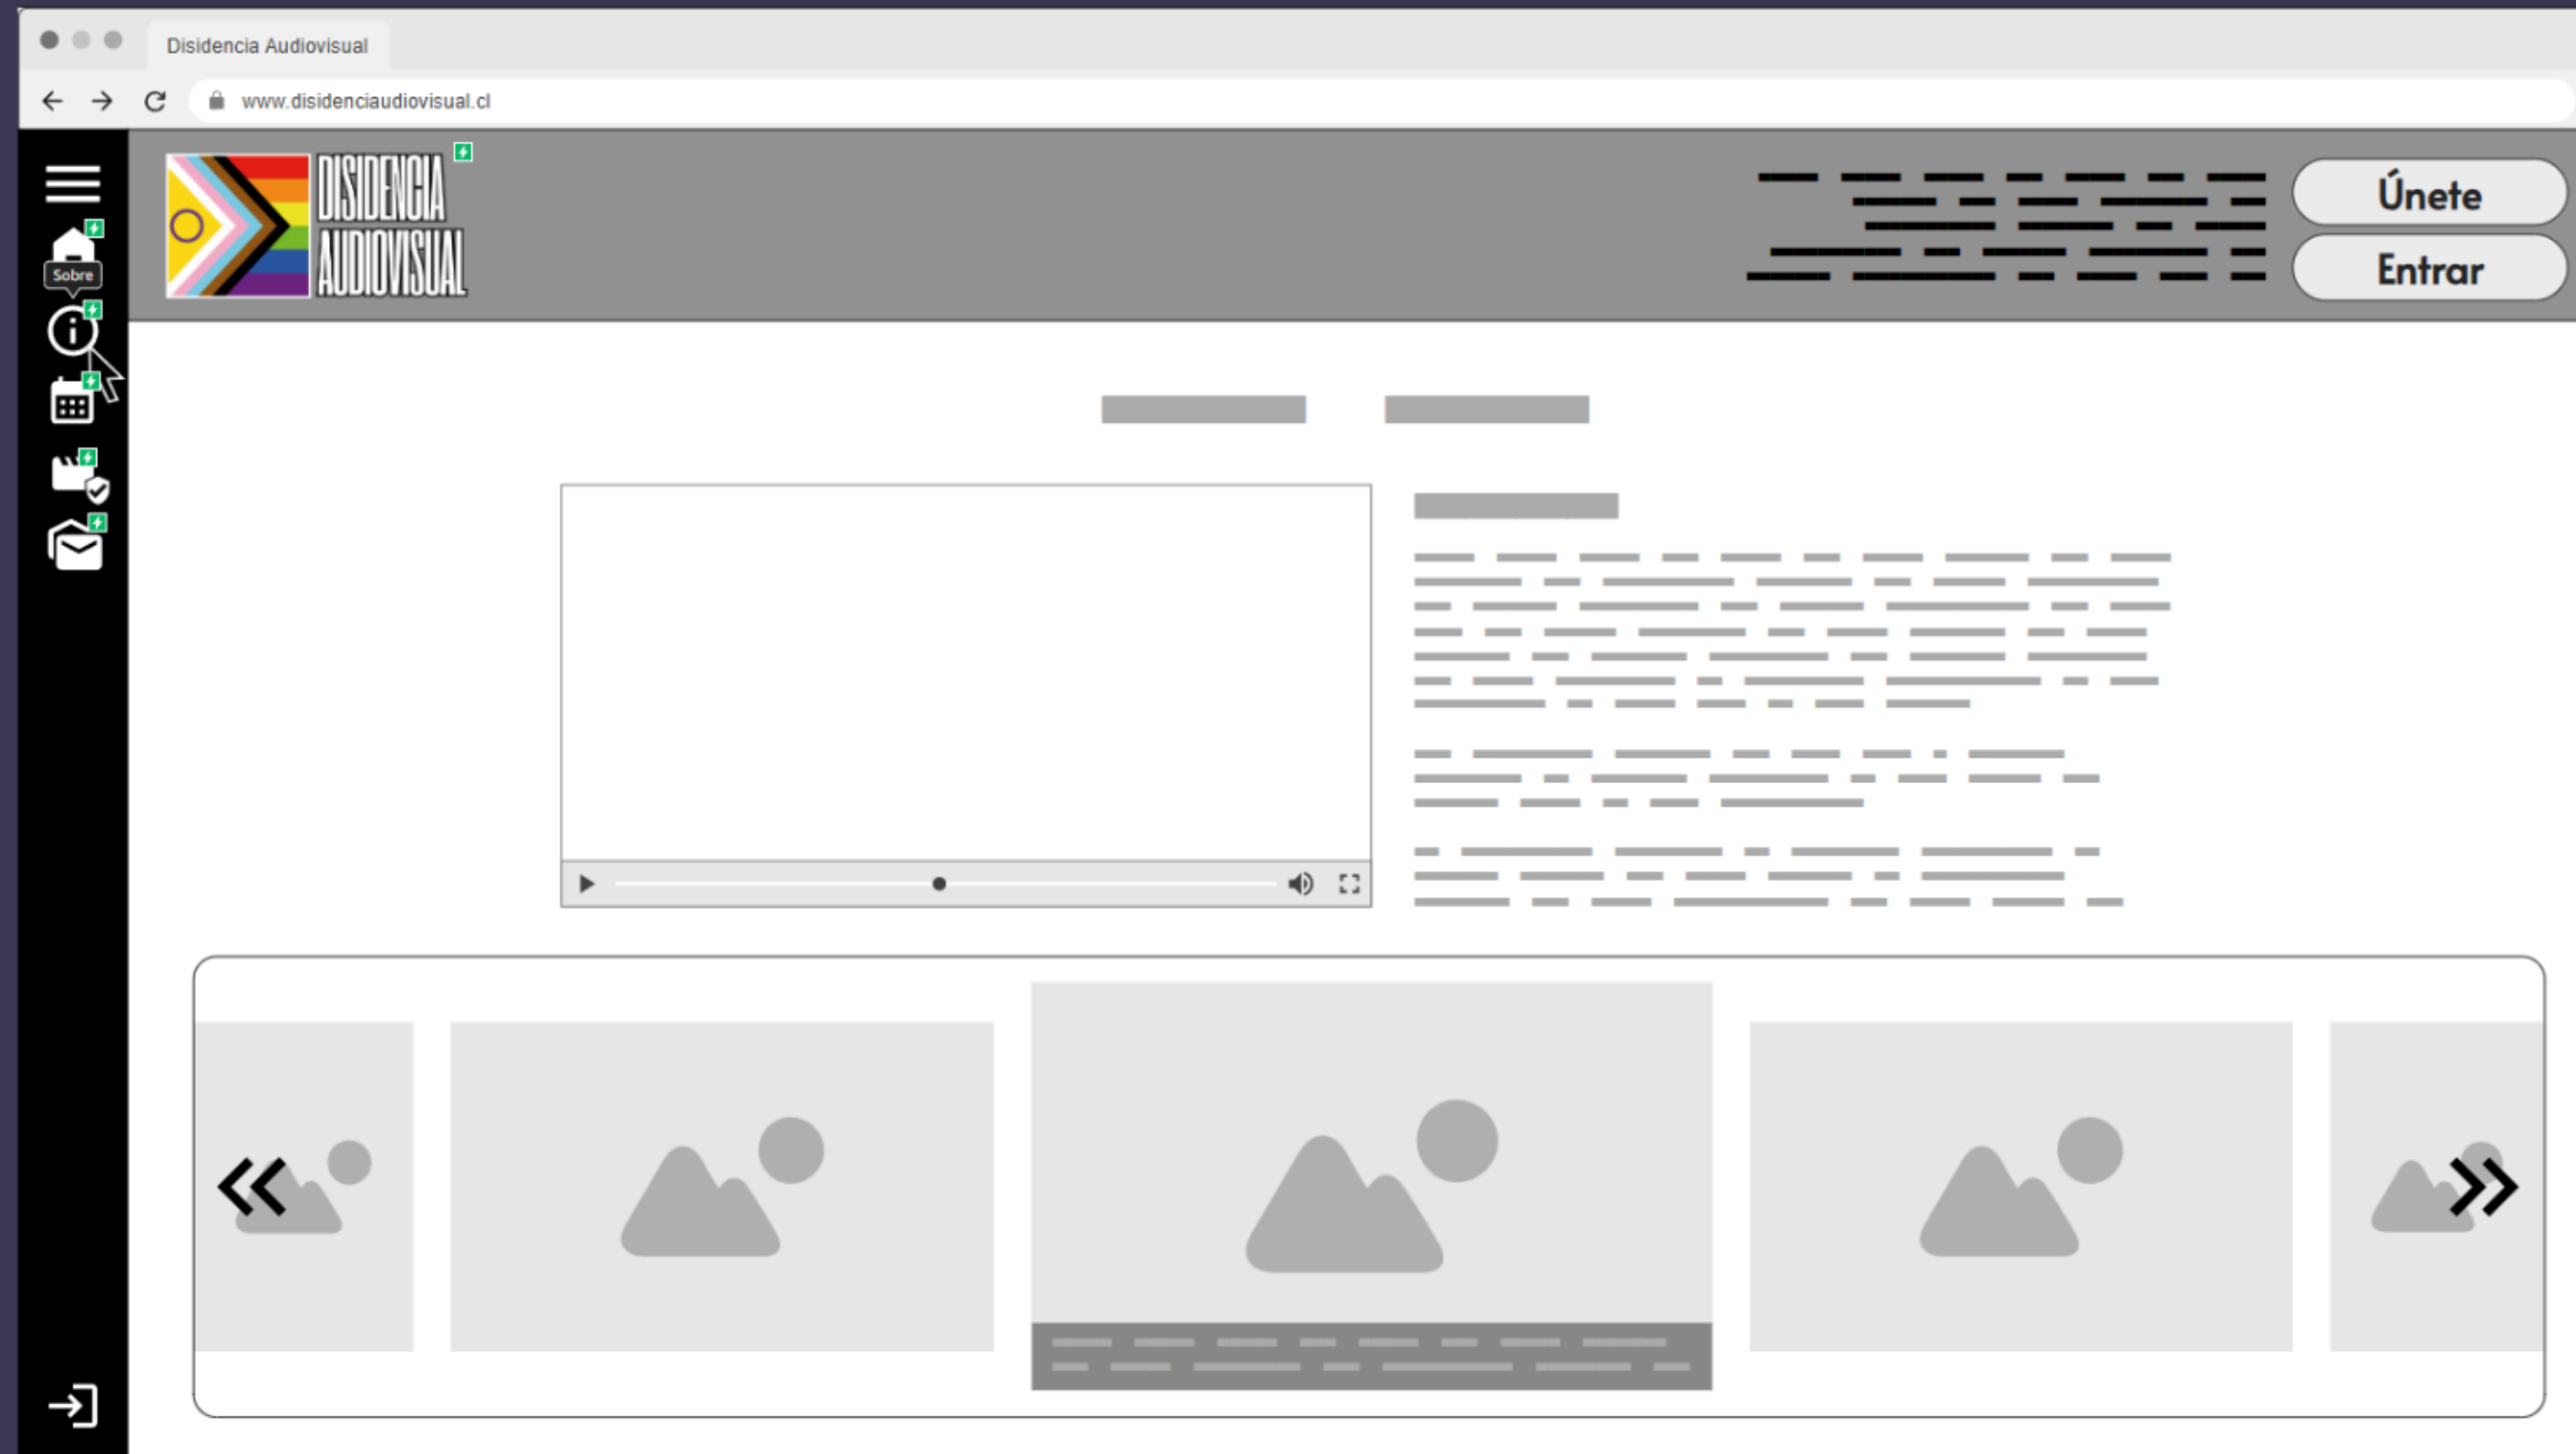 Disidencia Audiovisual
www.disidenciaudiovisual.cl
DISIDENCIA
AUDIOVISUAL
Únete
Entrar
Sobre